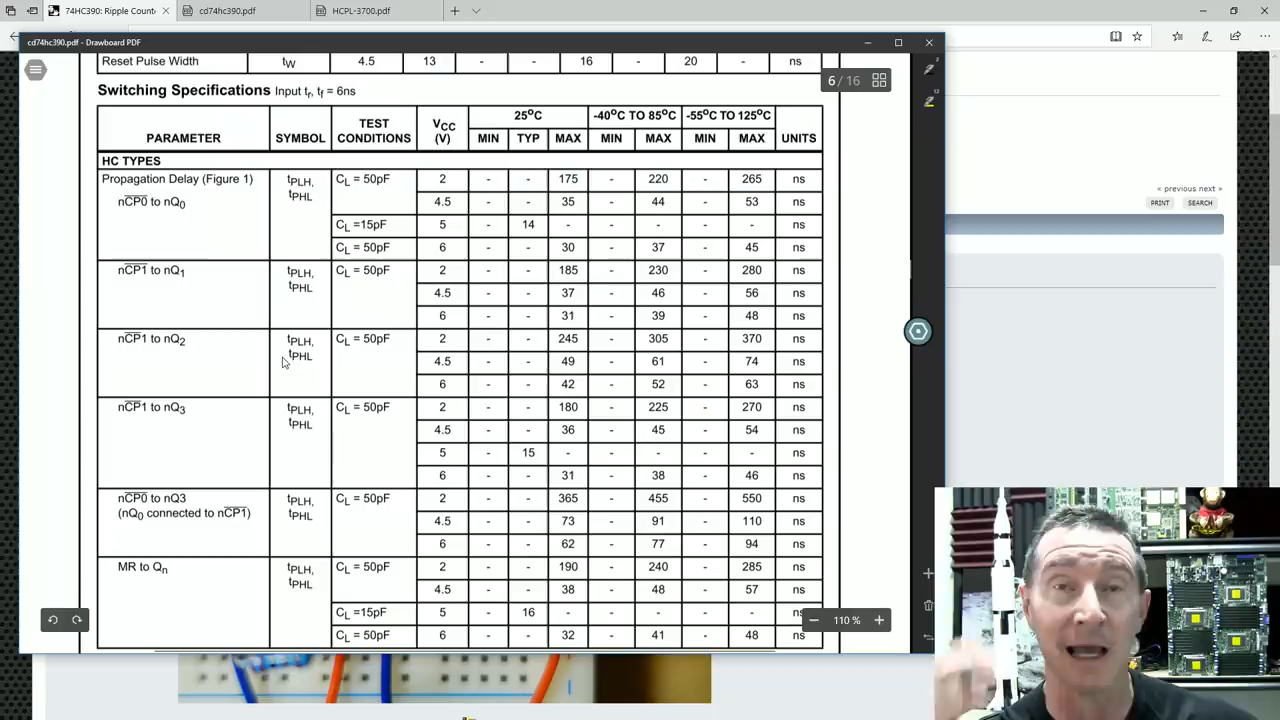 74HC390: Ripple Count
cd74hc390.pdf
HCPL-3700.pdf
cd74hc390.pdf - Drawboard PDF
Reset Pulse Width tW 4.5 13 - - 16 - 20 - ns
6 / 16
Switching Specifications Input tr, tf = 6ns
PARAMETER SYMBOL TEST CONDITIONS VCC (V) 25°C -40°C TO 85°C -55°C TO 125°C UNITS
MIN TYP MAX MIN MAX MIN MAX
HC TYPES
Propagation Delay (Figure 1) tPLH, CL = 50pF 2 - - 175 - 220 - 265 ns
nCP0 to nQ0 tPHL 4.5 - - 35 - 44 - 53 ns
CL =15pF 5 - 14 - - - - - ns
CL = 50pF 6 - - 30 - 37 - 45 ns
nCP1 to nQ1 tPLH, CL = 50pF 2 - - 185 - 230 - 280 ns
tPHL 4.5 - - 37 - 46 - 56 ns
6 - - 31 - 39 - 48 ns
nCP1 to nQ2 tPLH, CL = 50pF 2 - - 245 - 305 - 370 ns
tPHL 4.5 - - 49 - 61 - 74 ns
6 - - 42 - 52 - 63 ns
nCP1 to nQ3 tPLH, CL = 50pF 2 - - 180 - 225 - 270 ns
tPHL 4.5 - - 36 - 45 - 54 ns
5 - 15 - - - - - ns
6 - - 31 - 38 - 46 ns
nCP0 to nQ3 tPLH, CL = 50pF 2 - - 365 - 455 - 550 ns
(nQ0 connected to nCP1) tPHL 4.5 - - 73 - 91 - 110 ns
6 - - 62 - 77 - 94 ns
MR to Qn tPLH, CL = 50pF 2 - - 190 - 240 - 285 ns
tPHL 4.5 - - 38 - 48 - 57 ns
CL =15pF 5 - 16 - - - - - ns
CL = 50pF 6 - - 32 - 41 - 48 ns
110 %
« previous next »
PRINT SEARCH